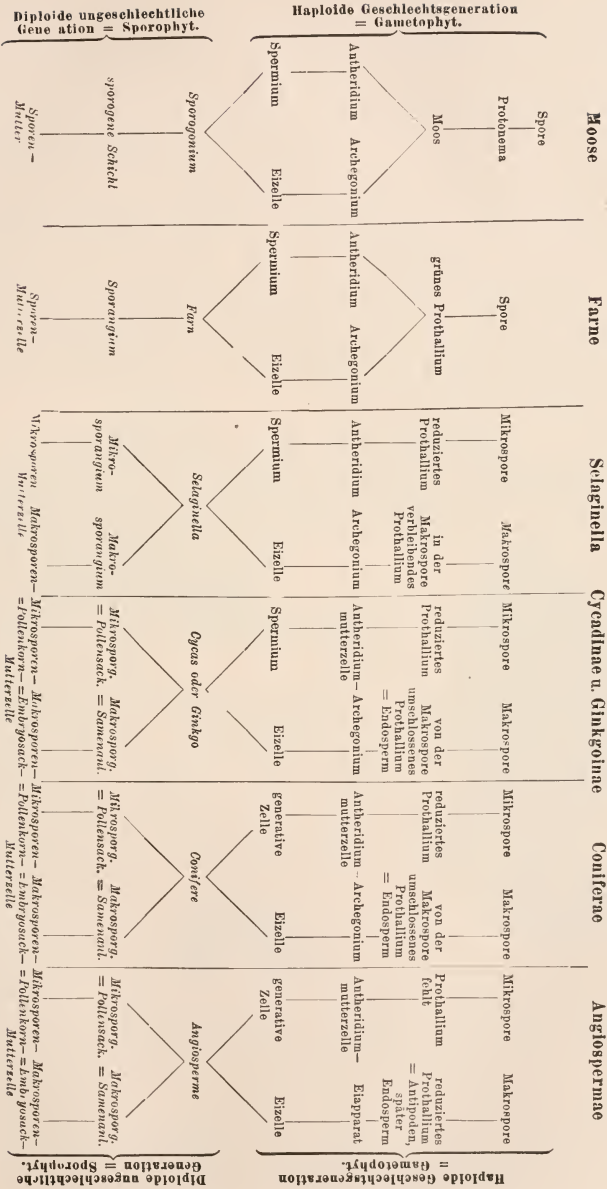 Haploide Geschlechtsgeneration
= Gametophyt.
Diploide ungeschlechtliche
Gene ation = Sporophyt.
Moose
Spore
Protonema
Moos
Antheridium Archegonium
Spermium Eizelle
Sporogonium
sporogene Schicht
Sporen-
Mutter
Farne
Spore
grünes Prothallium
Antheridium Archegonium
Spermium Eizelle
Farn
Sporangium
Sporen-
Mutterzelle
Selaginella
Mikrospore Makrospore
reduziertes
Prothallium
in der
Makrospore
verbleibendes
Prothallium
Antheridium Archegonium
Spermium Eizelle
Selaginella
Mikro-
sporangium
Makro-
sporangium
Mikrosporen Makrosporen-
Mutterzelle
Cycadinae u. Ginkgoinae
Mikrospore Makrospore
reduziertes
Prothallium
von der
Makrospore
umschlossenes
Prothallium
= Endosperm
Antheridium- Archegonium
mutterzelle
Spermium Eizelle
Cycas oder Ginkgo
Mikrosporg. Makrosporg.
= Pollensack. = Samenanl.
Mikrosporen- Makrosporen-
=Pollenkorn- =Embryosack-
Mutterzelle
Coniferae
Mikrospore Makrospore
reduziertes
Prothallium
von der
Makrospore
umschlossenes
Prothallium
= Endosperm
Antheridium- Archegonium
mutterzelle
generative
Zelle
Eizelle
Conifere
Mikrosporg. Makrosporg.
= Pollensack. = Samenanl.
Mikrosporen- Makrosporen-
=Pollenkorn- =Embryosack-
Mutterzelle
Angiospermae
Mikrospore Makrospore
Prothallium
fehlt
reduziertes
Prothallium
= Antipoden,
später
Endosperm
Antheridium- Eiapparat
mutterzelle
generative
Zelle
Eizelle
Angiosperme
Mikrosporg. Makrosporg.
= Pollensack. = Samenanl.
Mikrosporen- Makrosporen-
=Pollenkorn- =Embryosack-
Mutterzelle
Haploide Geschlechtsgeneration
= Gametophyt.
Diploide ungeschlechtliche
Generation = Sporophyt.